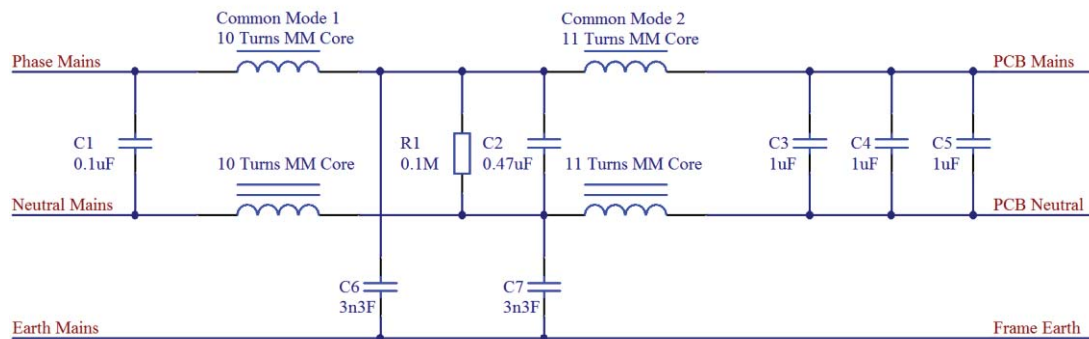 Common Mode 1
10 Turns MM Core
Common Mode 2
11 Turns MM Core
Phase Mains
PCB Mains
C1
0.1uF
10 Turns MM Core
R1
0.1M
C2
0.47uF
11 Turns MM Core
C3
1uF
C4
1uF
C5
1uF
Neutral Mains
PCB Neutral
C6
3n3F
C7
3n3F
Earth Mains
Frame Earth